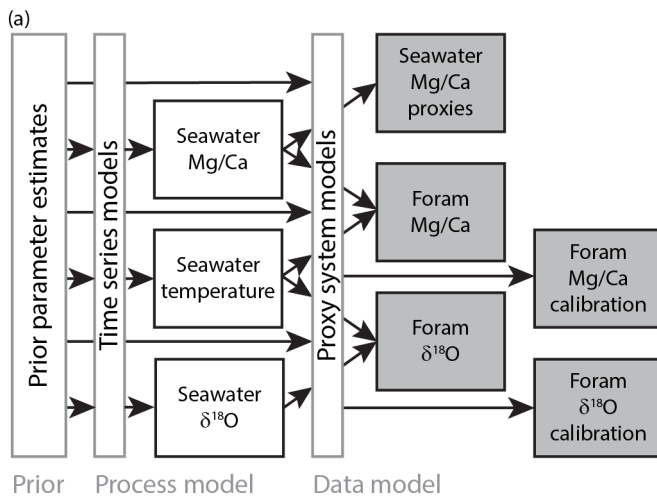 (a)
Prior parameter estimates
Time series models
Seawater
Mg/Ca
Seawater
temperature
Seawater
δ¹⁸O
Proxy system models
Seawater
Mg/Ca
proxies
Foram
Mg/Ca
Foram
δ¹⁸O
Foram
Mg/Ca
calibration
Foram
δ¹⁸O
calibration
Prior
Process model
Data model